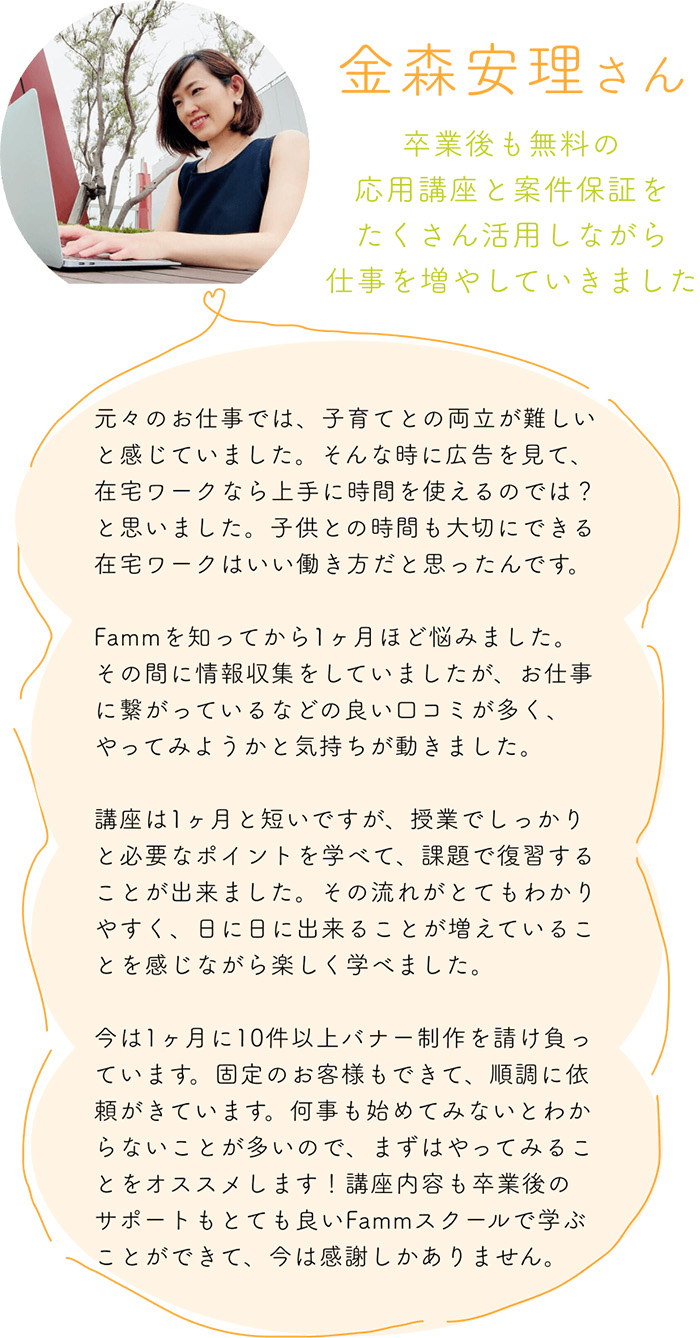 金森安理さん
卒業後も無料の
応用講座と案件保証を
たくさん活用しながら
仕事を増やしていきました
元々のお仕事では、子育てとの両立が難しい
と感じていました。そんな時に広告を見て、
在宅ワークなら上手に時間を使えるのでは？
と思いました。子供との時間も大切にできる
在宅ワークはいい働き方だと思ったんです。
Fammを知ってから1ヶ月ほど悩みました。
その間に情報収集をしていましたが、お仕事
に繋がっているなどの良い口コミが多く、
やってみようかと気持ちが動きました。
講座は1ヶ月と短いですが、授業でしっかり
と必要なポイントを学べて、課題で復習する
ことが出来ました。その流れがとてもわかり
やすく、日に日に出来ることが増えているこ
とを感じながら楽しく学べました。
今は1ヶ月に10件以上バナー制作を請け負っ
ています。固定のお客様もできて、順調に依
頼がきています。何事も始めてみないとわか
らないことが多いので、まずはやってみるこ
とをオススメします！講座内容も卒業後の
サポートもとても良いFammスクールで学ぶ
ことができて、今は感謝しかありません。